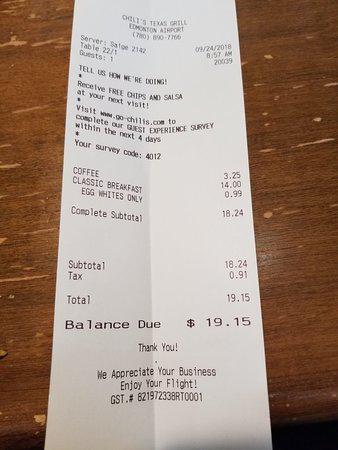 CHILI'S TEXAS GRILL
EDMONTON AIRPORT
(780) 890-7766
Server: Salge 2142 09/24/2018
Table 22/1 8:57 AM
Guests: 1 20039
TELL US HOW WE'RE DOING!
*
Receive FREE CHIPS AND SALSA
at your next visit!
*
Visit www.go-chilis.com to
complete our GUEST EXPERIENCE SURVEY
within the next 4 days
*
Your survey code: 4012
COFFEE 3.25
CLASSIC BREAKFAST 14.00
EGG WHITES ONLY 0.99
Complete Subtotal 18.24
Subtotal 18.24
Tax 0.91
Total 19.15
Balance Due $ 19.15
Thank You!
.
We Appreciate Your Business
Enjoy Your Flight!
GST.# 821972338RT0001